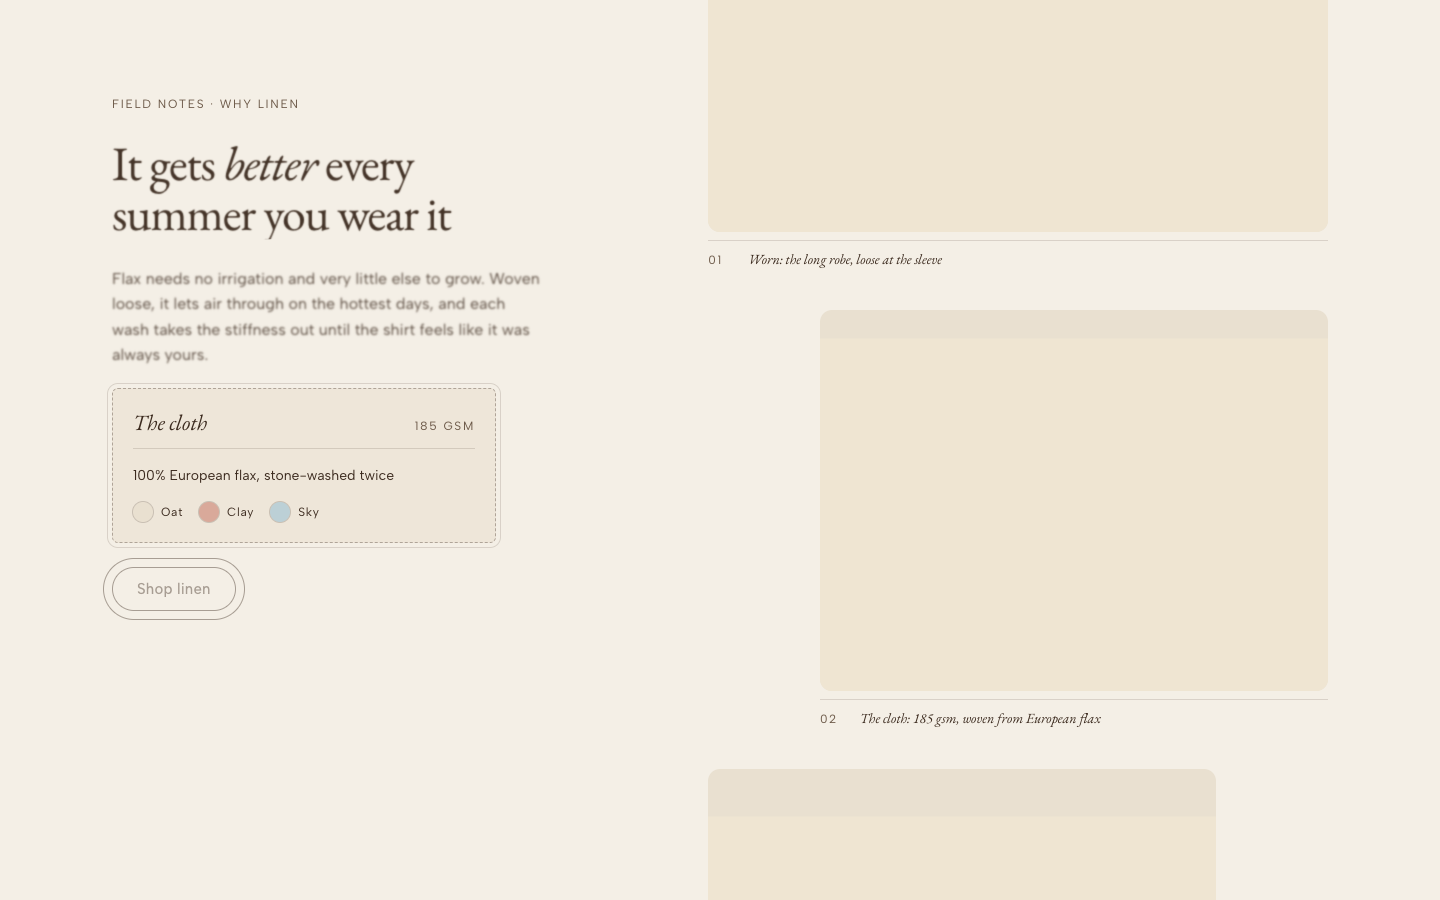 FIELD NOTES · WHY LINEN
It gets better every
summer you wear it
Flax needs no irrigation and very little else to grow. Woven
loose, it lets air through on the hottest days, and each
wash takes the stiffness out until the shirt feels like it was
always yours.
The cloth
185 GSM
100% European flax, stone-washed twice
Oat
Clay
Sky
Shop linen
01 Worn: the long robe, loose at the sleeve
02 The cloth: 185 gsm, woven from European flax